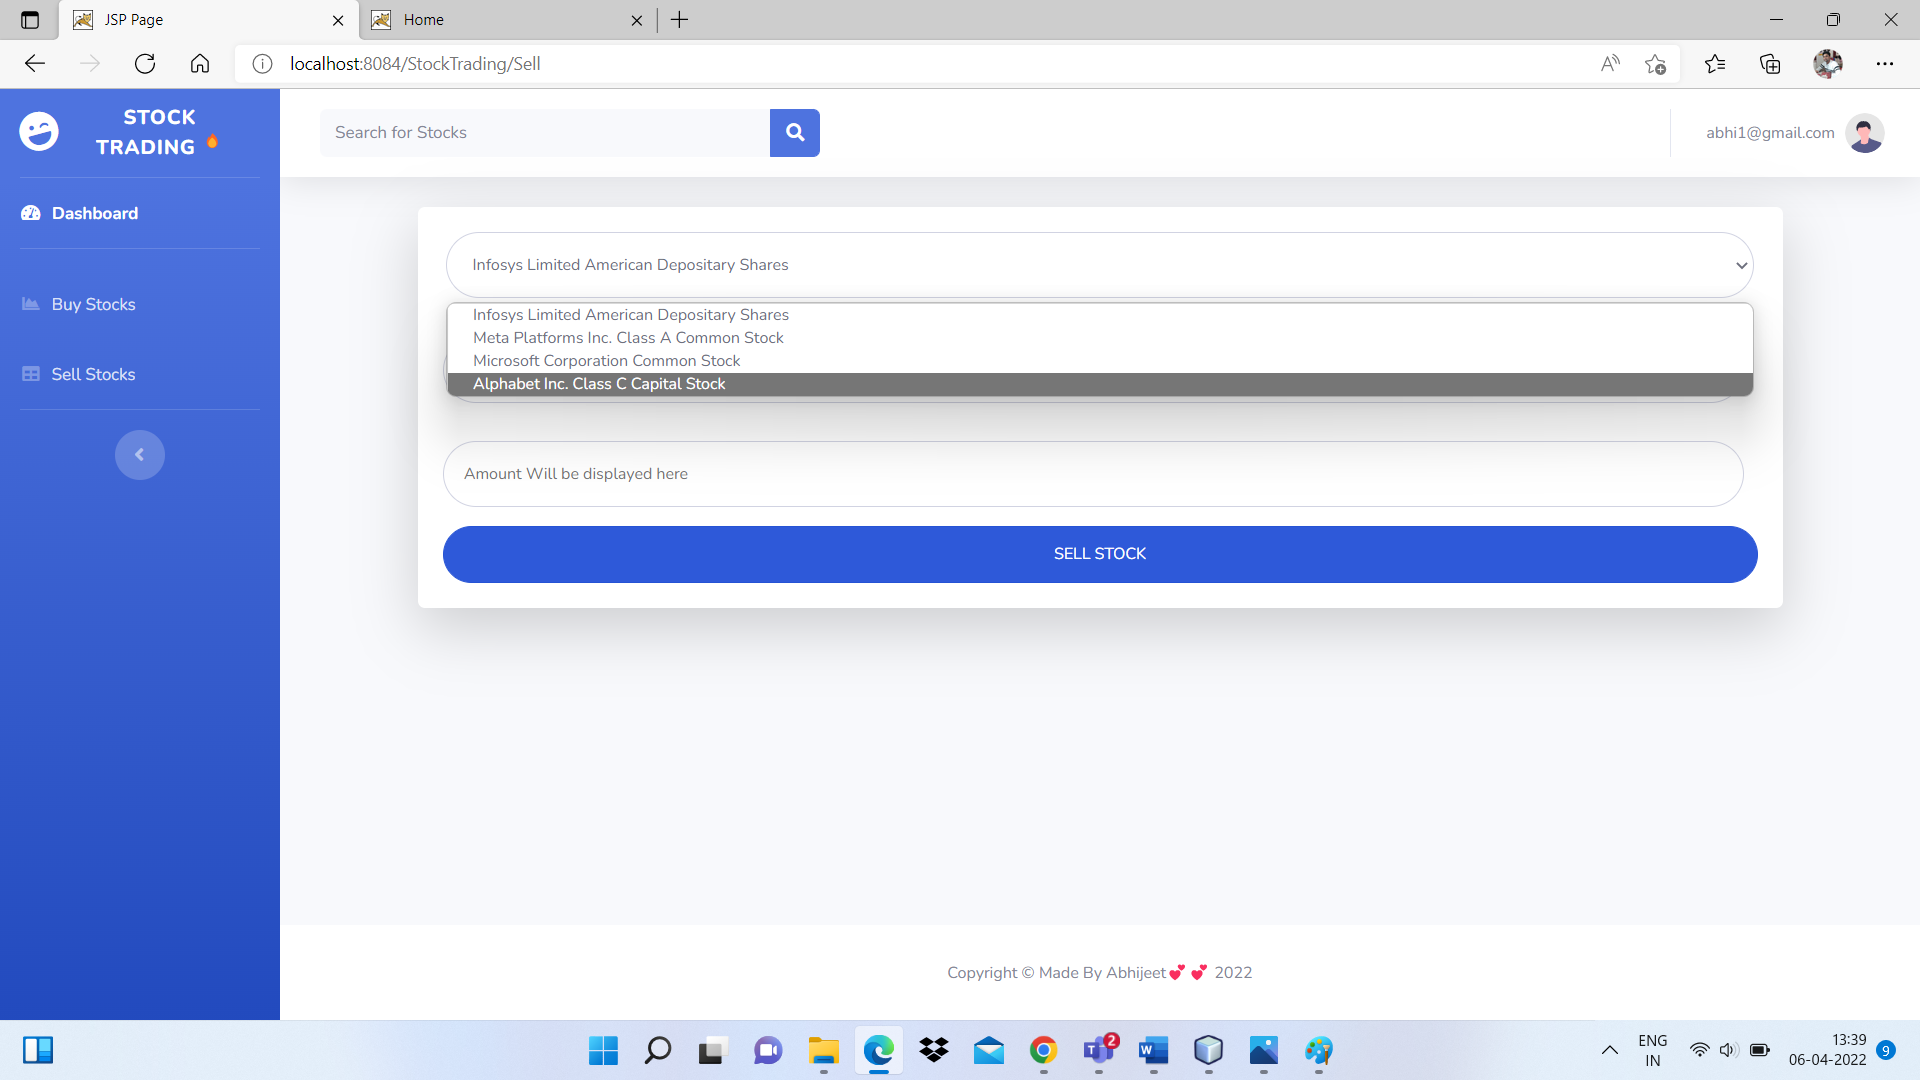 JSP Page
Home
localhost:8084/StockTrading/Sell
STOCK
TRADING
Search for Stocks
abhi1@gmail.com
Dashboard
Buy Stocks
Sell Stocks
Infosys Limited American Depositary Shares
Infosys Limited American Depositary Shares
Meta Platforms Inc. Class A Common Stock
Microsoft Corporation Common Stock
Alphabet Inc. Class C Capital Stock
Amount Will be displayed here
SELL STOCK
Copyright © Made By Abhijeet💕 💕 2022
2
W
T
ENG
IN
13:39
06-04-2022
9